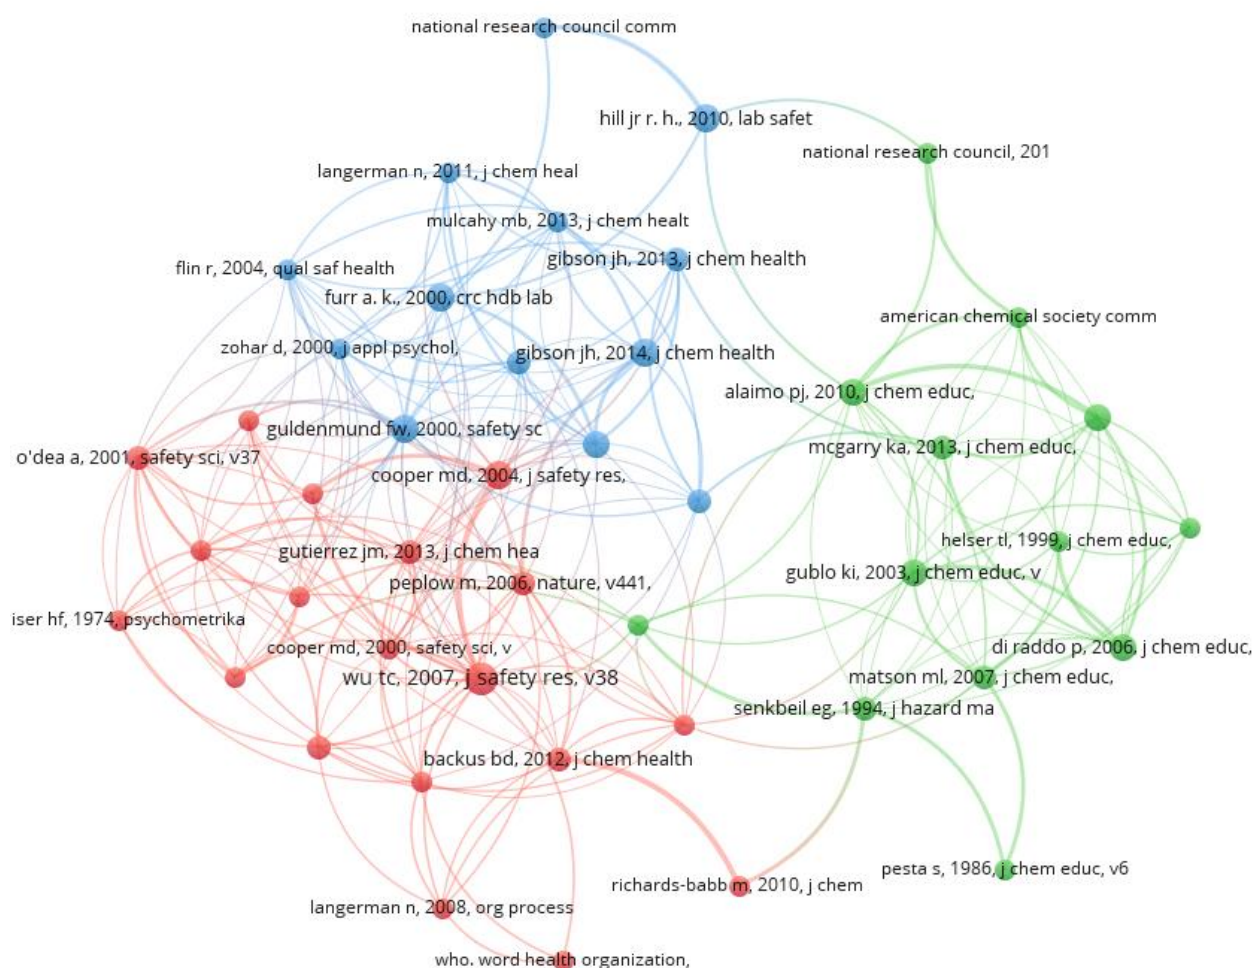 national research council comm
hill jr r. h., 2010, lab safet
national research council, 201
langerman n, 2011, j chem heal
mulcahy mb, 2013, j chem healt
gibson jh, 2013, j chem health
flin r, 2004, qual saf health
furr a. k., 2000, crc hdb lab
american chemical society comm
zohar d, 2000, j appl psychol,
gibson jh, 2014, j chem health
alaimo pj, 2010, j chem educ,
guldenmund fw, 2000, safety sc
mcgarry ka, 2013, j chem educ,
o'dea a, 2001, safety sci, v37
cooper md, 2004, j safety res,
helser tl, 1999, j chem educ,
gutierrez jm, 2013, j chem hea
gublo ki, 2003, j chem educ, v
peplow m, 2006, nature, v441,
iser hf, 1974, psychometrika
cooper md, 2000, safety sci, v
di raddo p, 2006, j chem educ,
wu tc, 2007, j safety res, v38
matson ml, 2007, j chem educ,
senkbeil eg, 1994, j hazard ma
backus bd, 2012, j chem health
pesta s, 1986, j chem educ, v6
richards-babb m, 2010, j chem
langerman n, 2008, org process
who. word health organization,